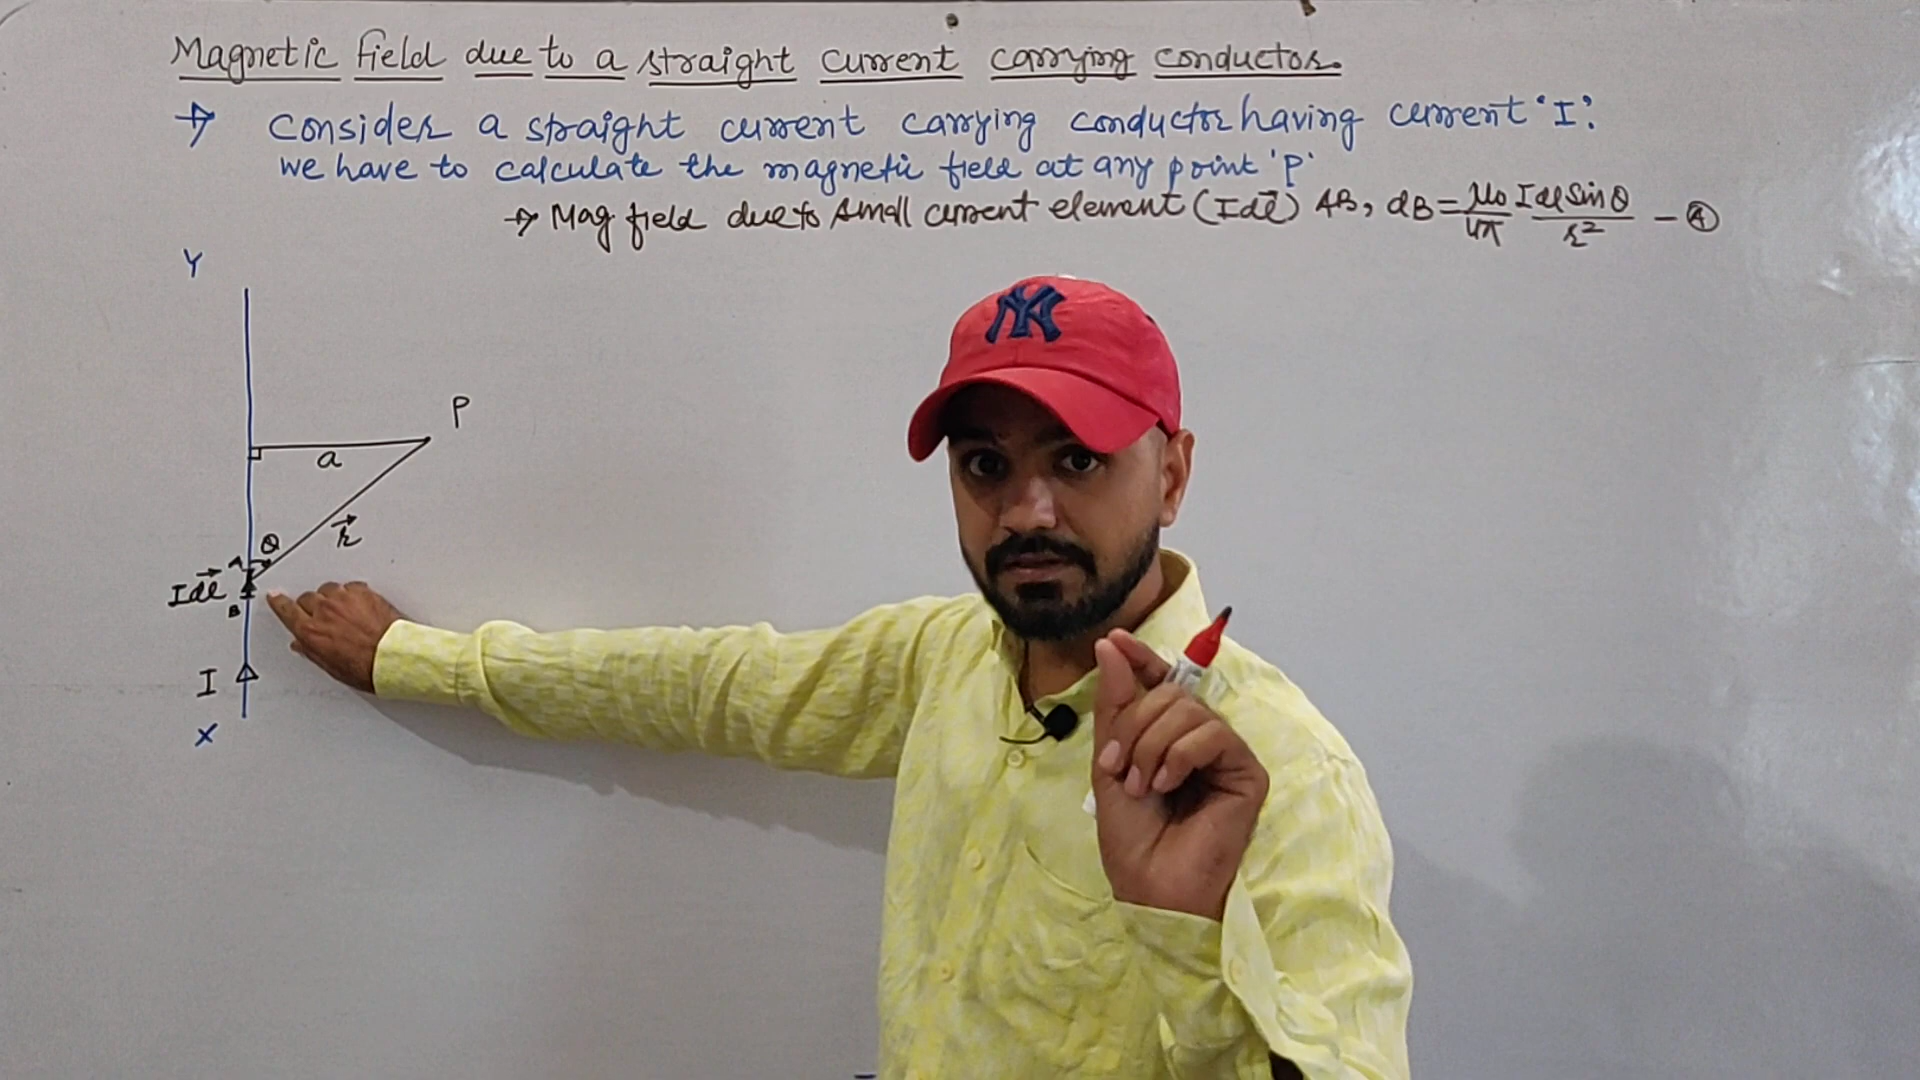 Magnetic field due to a straight current carrying conductor.
→ Consider a straight current carrying conductor having current 'I'.
we have to calculate the magnetic field at any point 'P'
→ Mag field due to small current element (Idl⃗) AB, dB = μ₀/4π Idl Sinθ/r² - Ⓐ
Y
P
a
θ
r⃗
A
Idl⃗
B
I
X
NY